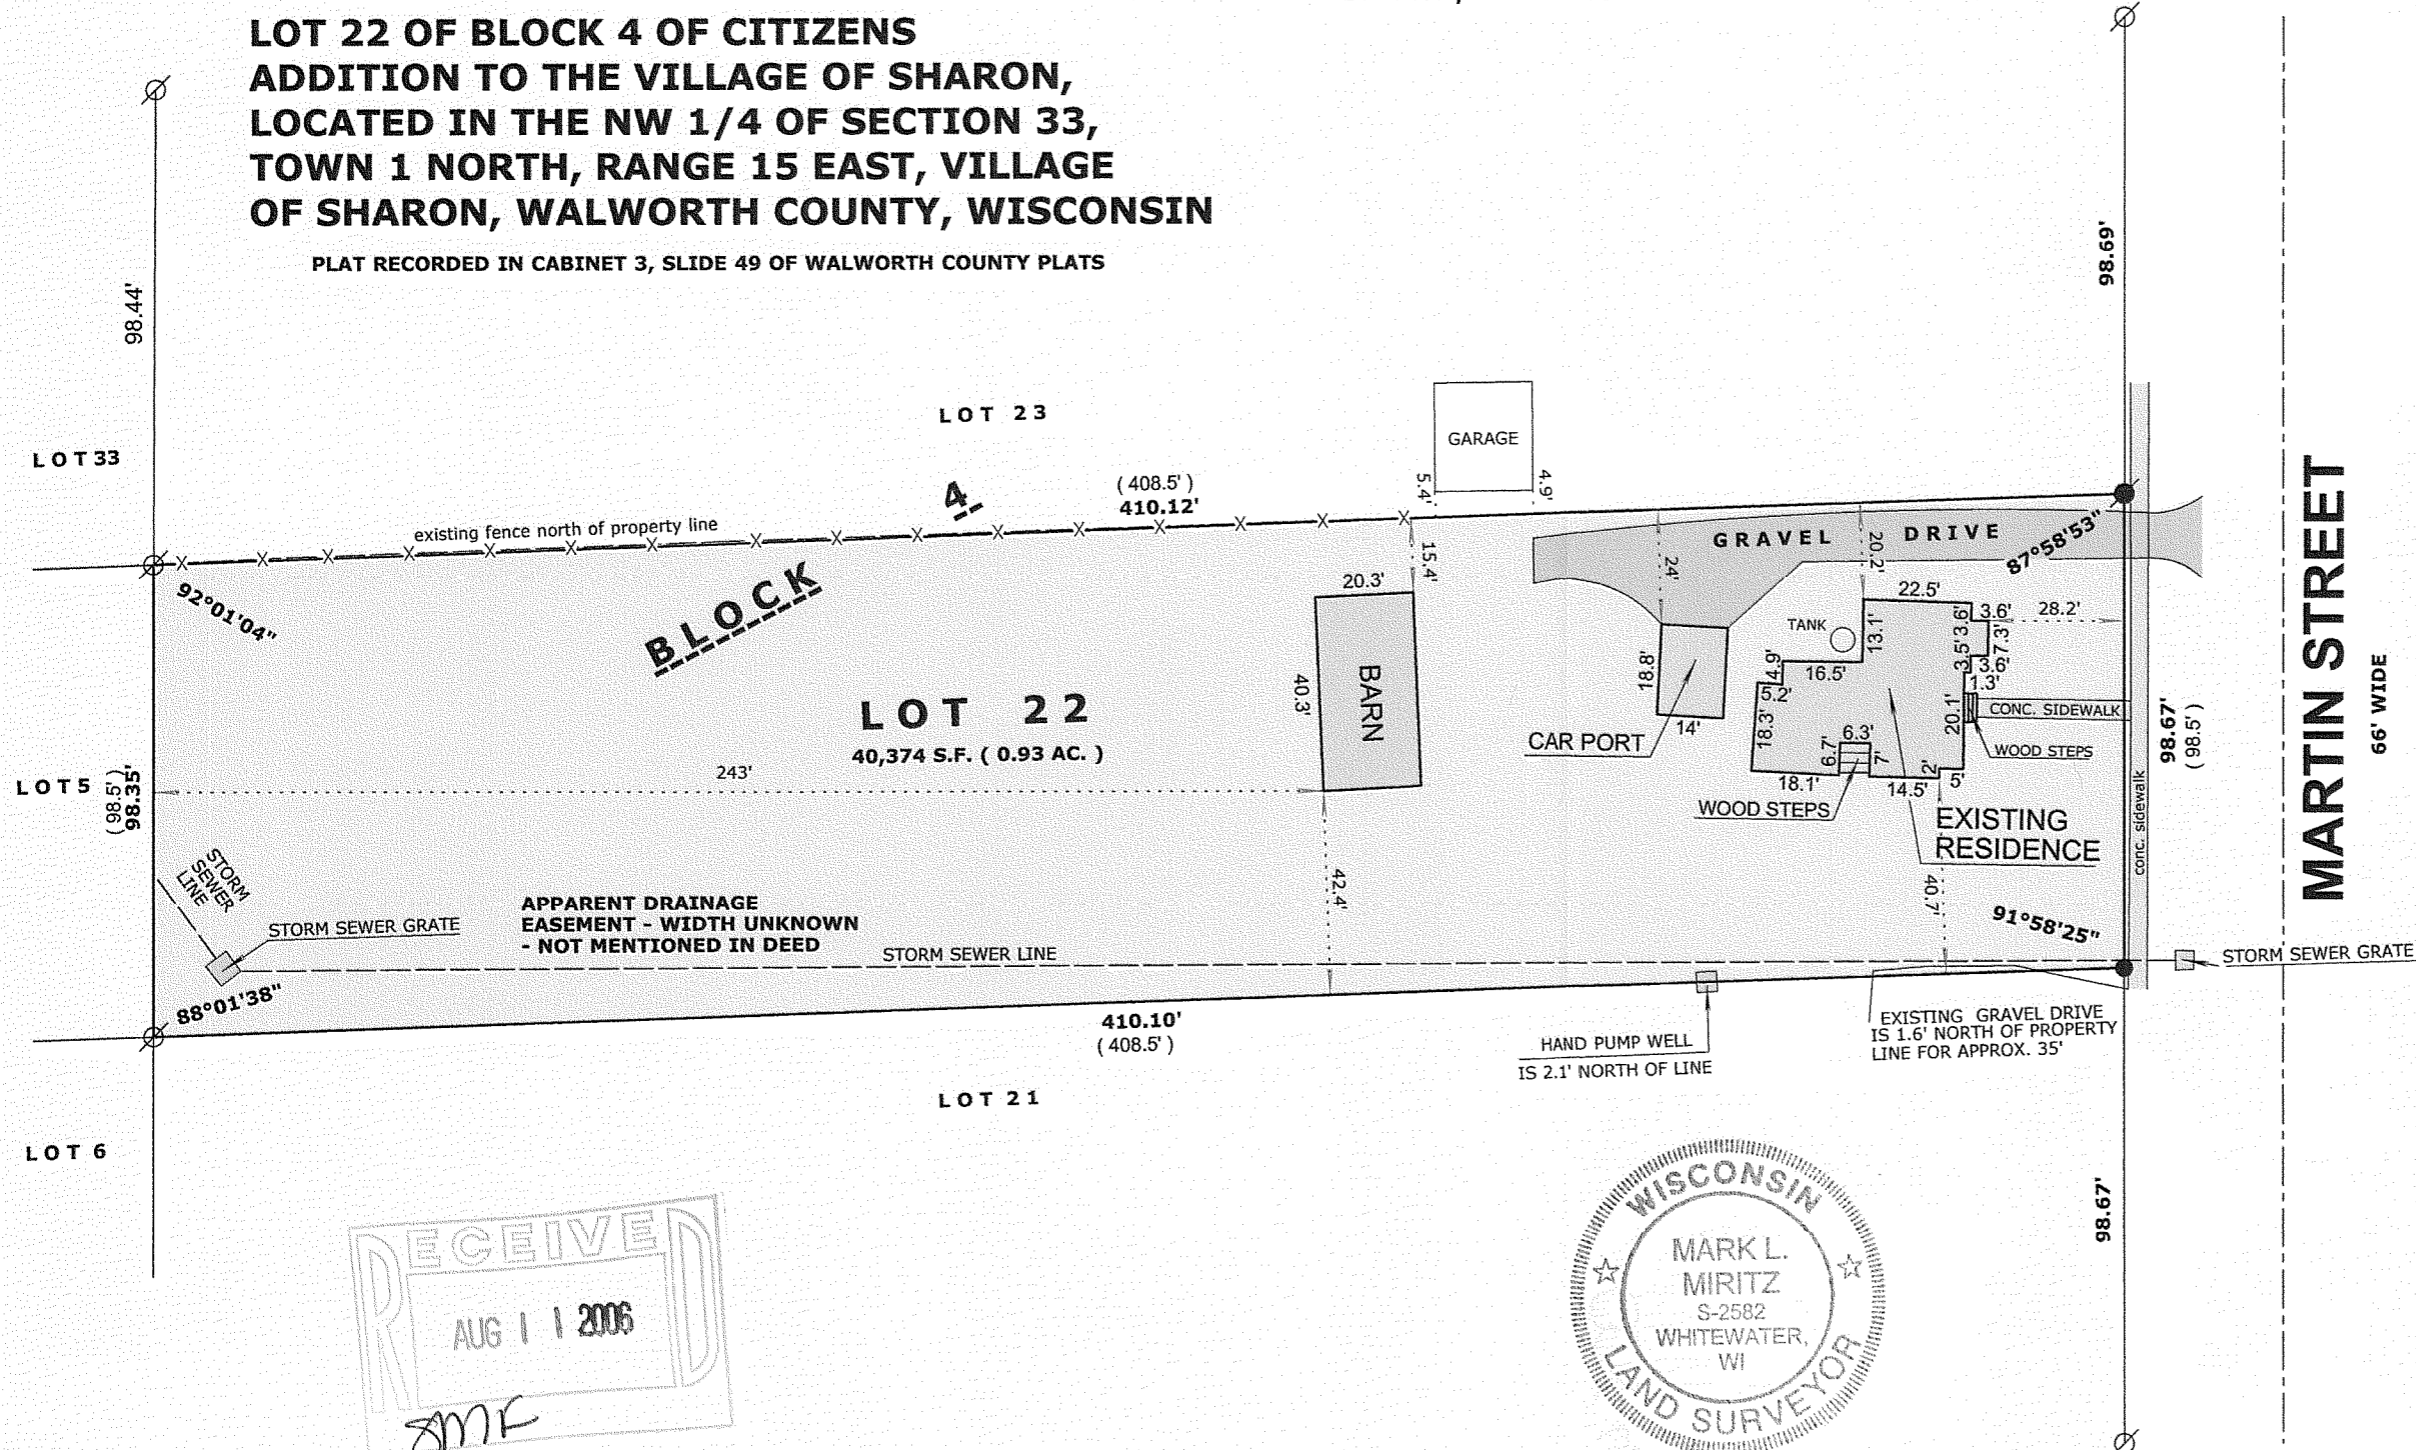 LOT 22 OF BLOCK 4 OF CITIZENS
ADDITION TO THE VILLAGE OF SHARON,
LOCATED IN THE NW 1/4 OF SECTION 33,
TOWN 1 NORTH, RANGE 15 EAST, VILLAGE
OF SHARON, WALWORTH COUNTY, WISCONSIN
PLAT RECORDED IN CABINET 3, SLIDE 49 OF WALWORTH COUNTY PLATS
98.44'
98.69'
LOT 33
LOT 23
GARAGE
5.4'
4.9'
( 408.5' )
410.12'
existing fence north of property line
BLOCK 4
92°01'04"
15.4'
20.3'
40.3'
BARN
GRAVEL DRIVE
24'
20.2'
87°58'53"
22.5'
3.6'
3.6'
28.2'
TANK
13.1'
7.3'
3.5'
3.6'
1.3'
4.9'
16.5'
5.2'
18.8'
14'
CAR PORT
18.3'
6.3'
6.7'
7'
20.1'
2'
5'
18.1'
14.5'
CONC. SIDEWALK
WOOD STEPS
WOOD STEPS
EXISTING
RESIDENCE
40.7'
conc. sidewalk
98.67'
( 98.5' )
MARTIN STREET
66' WIDE
LOT 22
40,374 S.F. ( 0.93 AC. )
243'
LOT 5
( 98.5' )
98.35'
42.4'
STORM
SEWER
LINE
STORM SEWER GRATE
APPARENT DRAINAGE
EASEMENT - WIDTH UNKNOWN
- NOT MENTIONED IN DEED
STORM SEWER LINE
91°58'25"
STORM SEWER GRATE
88°01'38"
410.10'
( 408.5' )
HAND PUMP WELL
IS 2.1' NORTH OF LINE
EXISTING GRAVEL DRIVE
IS 1.6' NORTH OF PROPERTY
LINE FOR APPROX. 35'
LOT 21
LOT 6
98.67'
RECEIVED
AUG 11 2006
SMK
WISCONSIN
MARK L.
MIRITZ
S-2582
WHITEWATER,
WI
LAND SURVEYOR